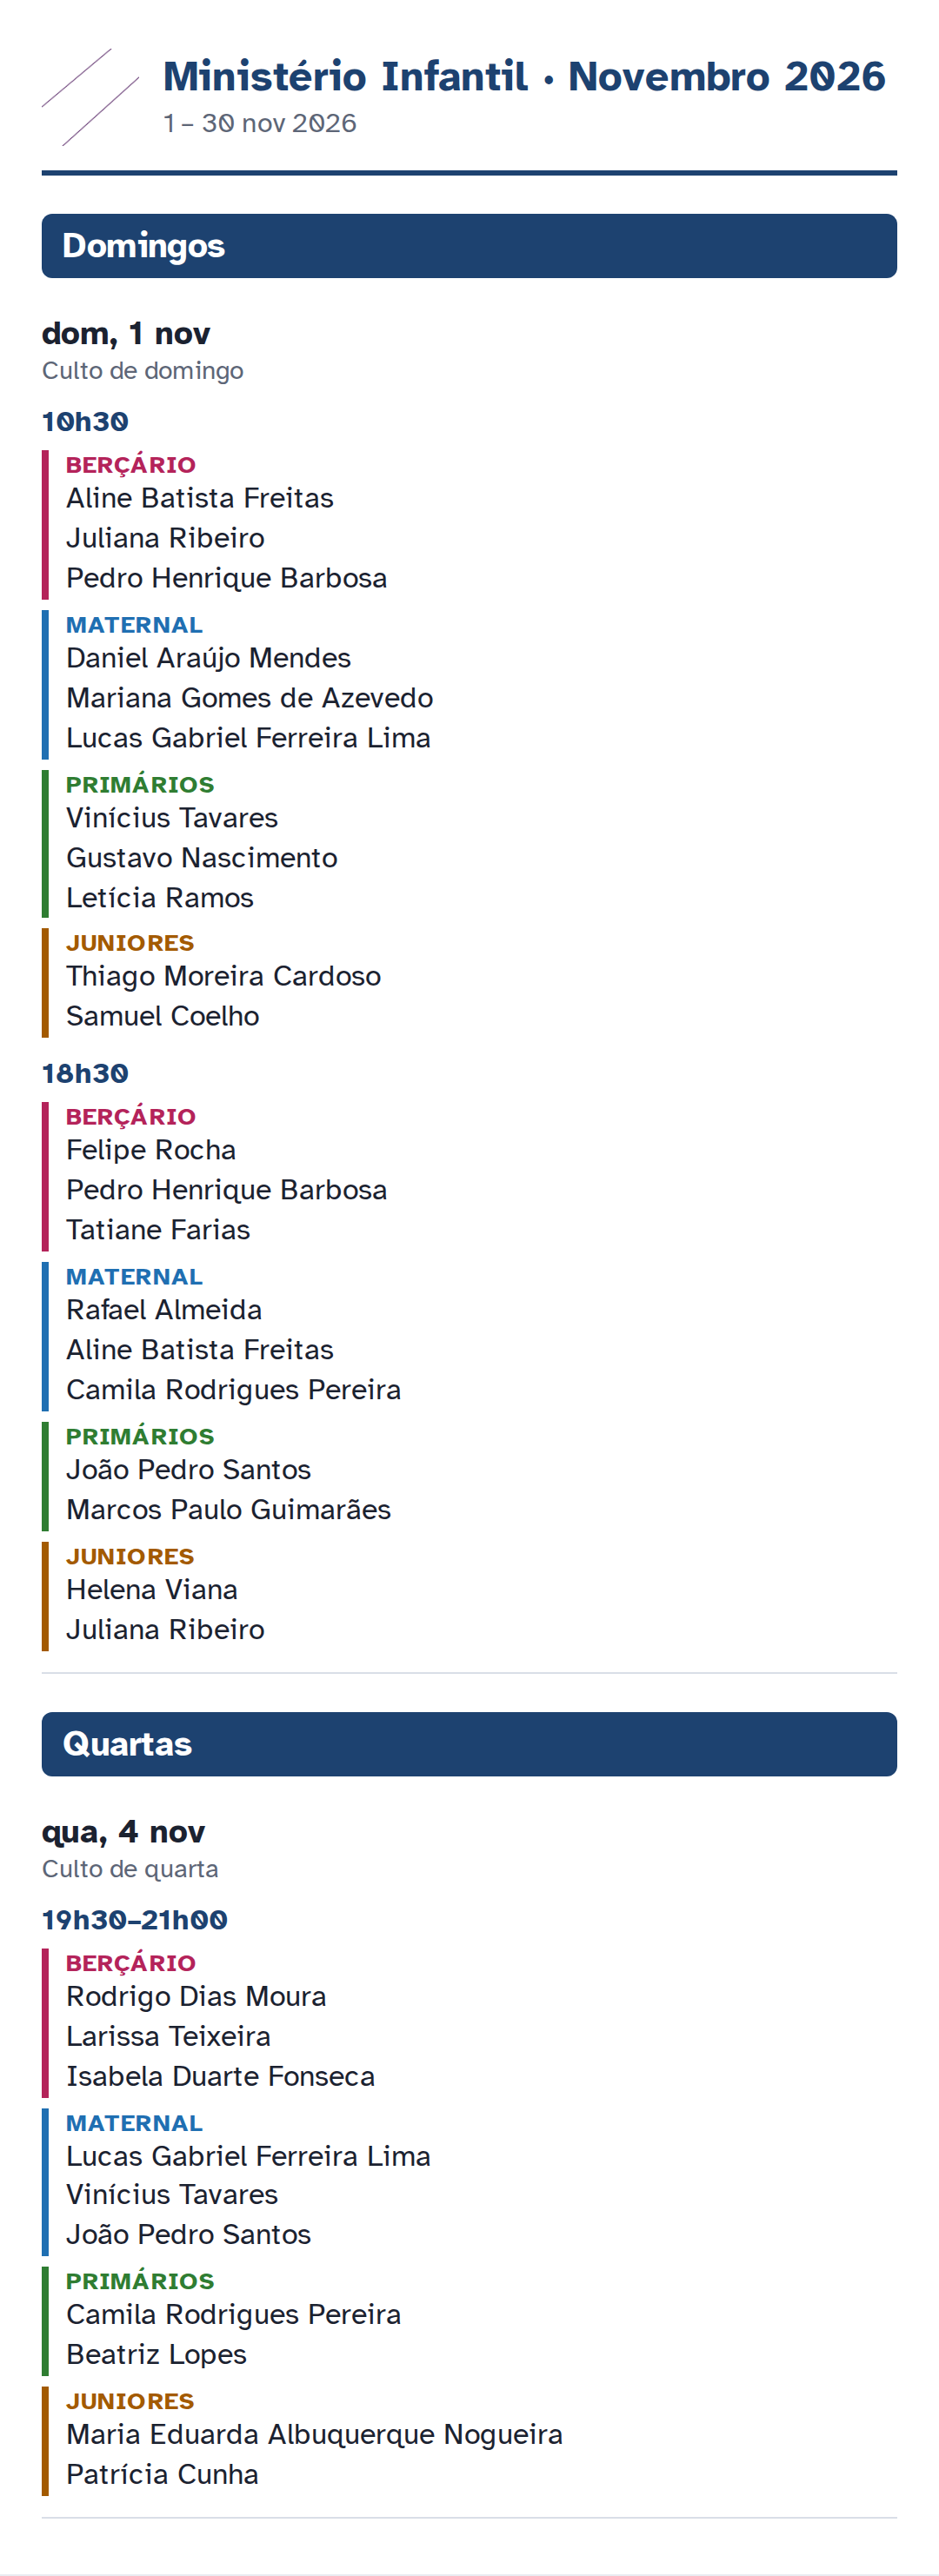 Ministério Infantil • Novembro 2026
1 – 30 nov 2026
Domingos
dom, 1 nov
Culto de domingo
10h30
BERÇÁRIO
Aline Batista Freitas
Juliana Ribeiro
Pedro Henrique Barbosa
MATERNAL
Daniel Araújo Mendes
Mariana Gomes de Azevedo
Lucas Gabriel Ferreira Lima
PRIMÁRIOS
Vinícius Tavares
Gustavo Nascimento
Letícia Ramos
JUNIORES
Thiago Moreira Cardoso
Samuel Coelho
18h30
BERÇÁRIO
Felipe Rocha
Pedro Henrique Barbosa
Tatiane Farias
MATERNAL
Rafael Almeida
Aline Batista Freitas
Camila Rodrigues Pereira
PRIMÁRIOS
João Pedro Santos
Marcos Paulo Guimarães
JUNIORES
Helena Viana
Juliana Ribeiro
Quartas
qua, 4 nov
Culto de quarta
19h30–21h00
BERÇÁRIO
Rodrigo Dias Moura
Larissa Teixeira
Isabela Duarte Fonseca
MATERNAL
Lucas Gabriel Ferreira Lima
Vinícius Tavares
João Pedro Santos
PRIMÁRIOS
Camila Rodrigues Pereira
Beatriz Lopes
JUNIORES
Maria Eduarda Albuquerque Nogueira
Patrícia Cunha